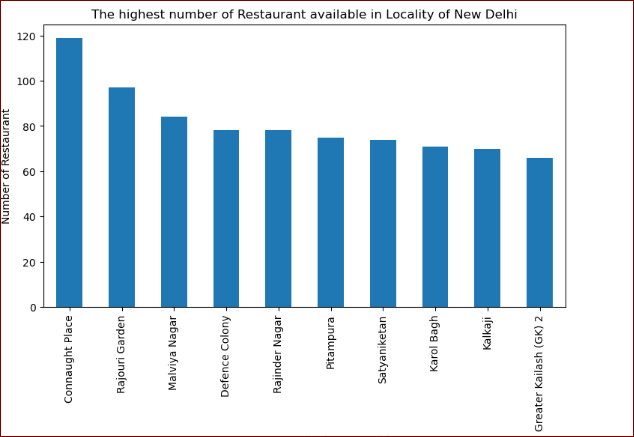 The highest number of Restaurant available in Locality of New Delhi
Number of Restaurant
120
100
80
60
40
20
0
Connaught Place
Rajouri Garden
Malviya Nagar
Defence Colony
Rajinder Nagar
Pitampura
Satyaniketan
Karol Bagh
Kalkaji
Greater Kailash (GK) 2